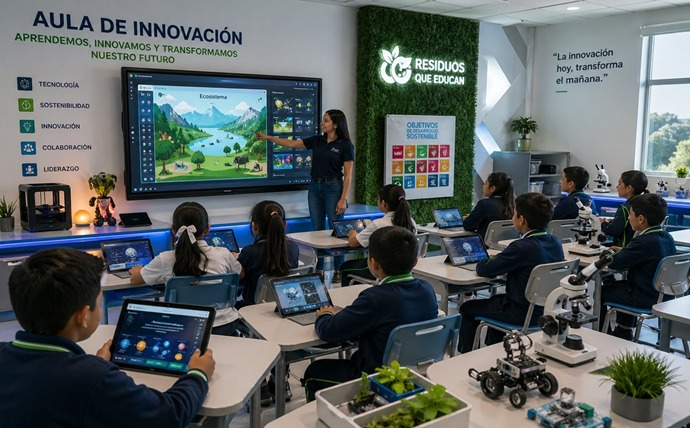 AULA DE INNOVACIÓN
APRENDEMOS, INNOVAMOS Y TRANSFORMAMOS
NUESTRO FUTURO
TECNOLOGÍA
SOSTENIBILIDAD
INNOVACIÓN
COLABORACIÓN
LIDERAZGO
Ecosistema
RESIDUOS
QUE EDUCAN
OBJETIVOS
DE DESARROLLO
SOSTENIBLE
"La innovación
hoy, transforma
el mañana."